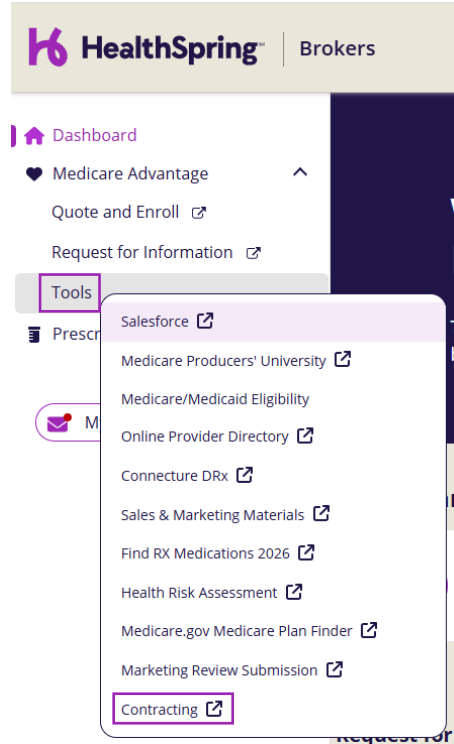 HealthSpring Brokers
Dashboard
Medicare Advantage
Quote and Enroll
Request for Information
Tools
Salesforce
Medicare Producers' University
Medicare/Medicaid Eligibility
Online Provider Directory
Connecture DRx
Sales & Marketing Materials
Find RX Medications 2026
Health Risk Assessment
Medicare.gov Medicare Plan Finder
Marketing Review Submission
Contracting
Request for